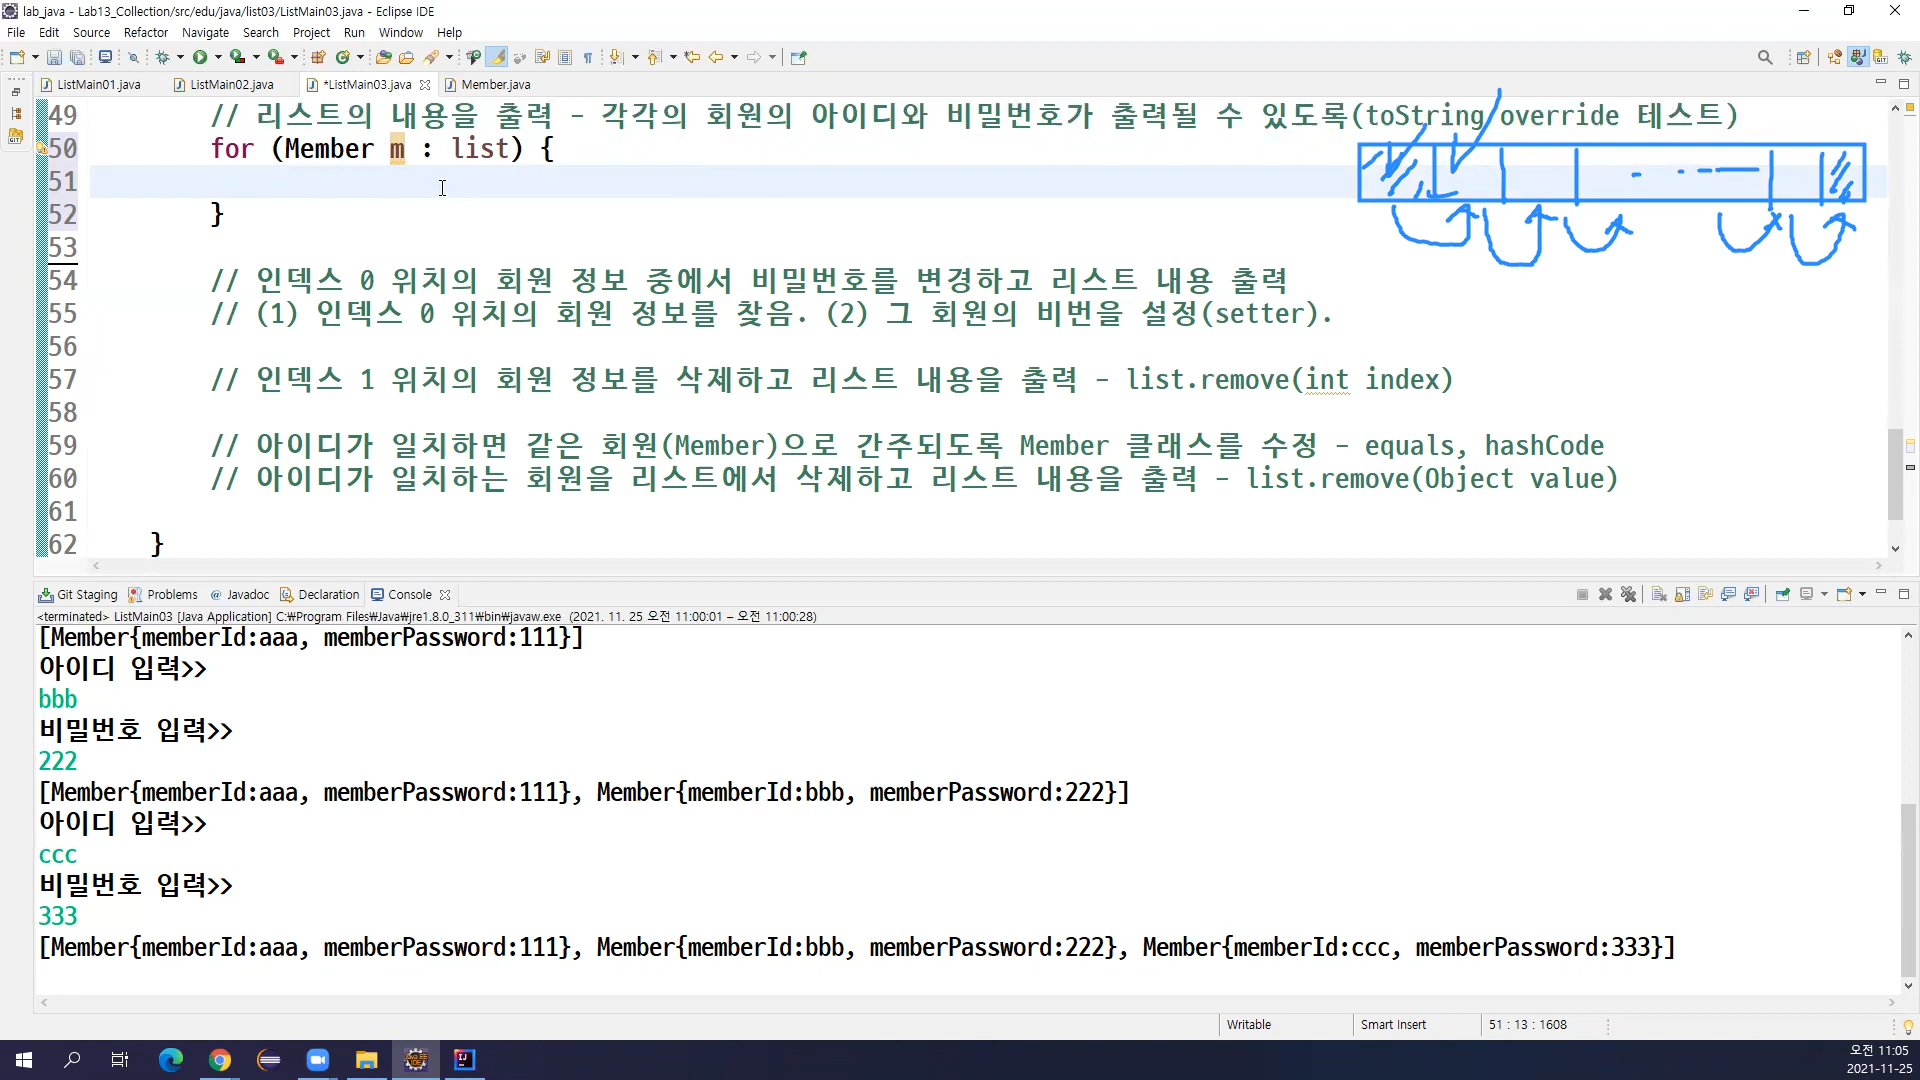 lab_java - Lab13_Collection/src/edu/java/list03/ListMain03.java - Eclipse IDE
File Edit Source Refactor Navigate Search Project Run Window Help
ListMain01.java ListMain02.java *ListMain03.java Member.java
49 // 리스트의 내용을 출력 - 각각의 회원의 아이디와 비밀번호가 출력될 수 있도록(toString override 테스트)
50 for (Member m : list) {
51
52 }
53
54 // 인덱스 0 위치의 회원 정보 중에서 비밀번호를 변경하고 리스트 내용 출력
55 // (1) 인덱스 0 위치의 회원 정보를 찾음. (2) 그 회원의 비번을 설정(setter).
56
57 // 인덱스 1 위치의 회원 정보를 삭제하고 리스트 내용을 출력 - list.remove(int index)
58
59 // 아이디가 일치하면 같은 회원(Member)으로 간주되도록 Member 클래스를 수정 - equals, hashCode
60 // 아이디가 일치하는 회원을 리스트에서 삭제하고 리스트 내용을 출력 - list.remove(Object value)
61
62 }
Git Staging Problems @ Javadoc Declaration Console
<terminated> ListMain03 [Java Application] C:₩Program Files₩Java₩jre1.8.0_311₩bin₩javaw.exe (2021. 11. 25 오전 11:00:01 – 오전 11:00:28)
[Member{memberId:aaa, memberPassword:111}]
아이디 입력>>
bbb
비밀번호 입력>>
222
[Member{memberId:aaa, memberPassword:111}, Member{memberId:bbb, memberPassword:222}]
아이디 입력>>
ccc
비밀번호 입력>>
333
[Member{memberId:aaa, memberPassword:111}, Member{memberId:bbb, memberPassword:222}, Member{memberId:ccc, memberPassword:333}]
Writable Smart Insert 51 : 13 : 1608
오전 11:05
2021-11-25